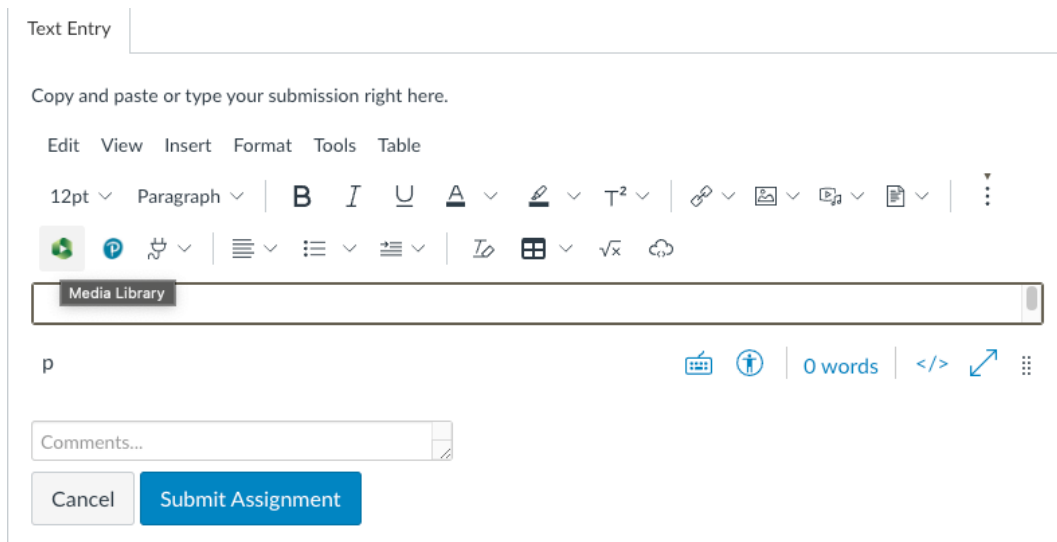 Text Entry
Copy and paste or type your submission right here.
Edit View Insert Format Tools Table
12pt Paragraph B I U A T²
√x
Media Library
p 0 words </>
Comments...
Cancel Submit Assignment